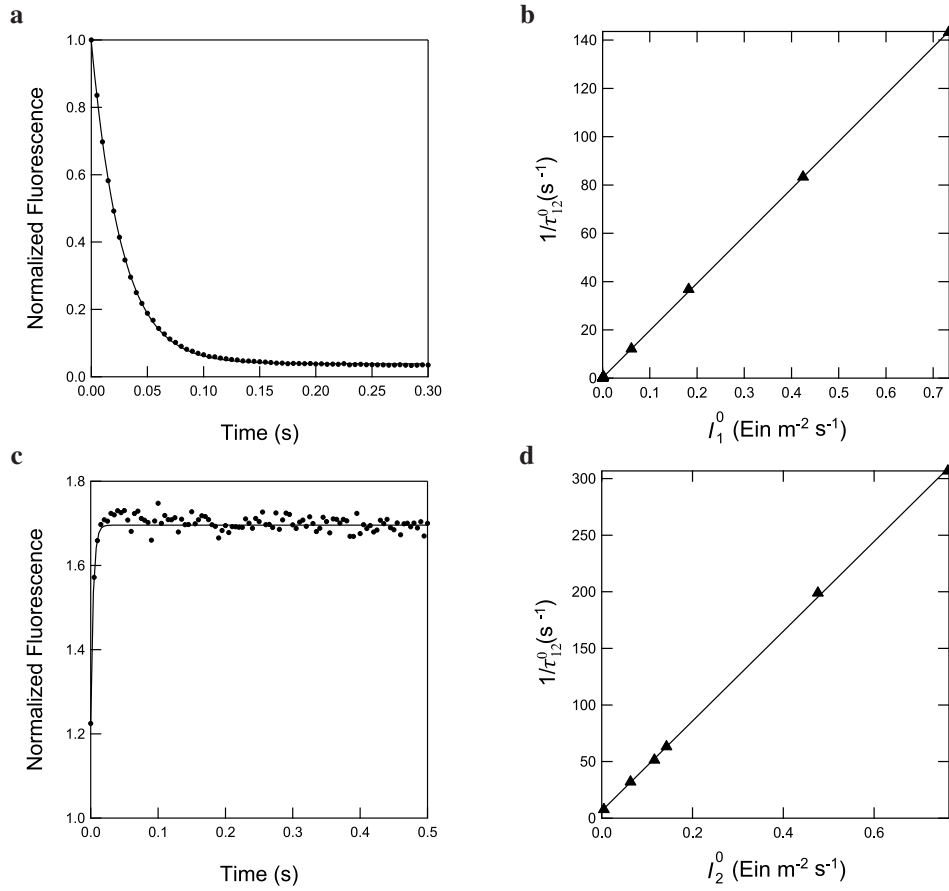 a
Normalized Fluorescence
1.0
0.8
0.6
0.4
0.2
0.0
0.00 0.05 0.10 0.15 0.20 0.25 0.30
Time (s)
b
1/τ⁰₁₂(s⁻¹)
140
120
100
80
60
40
20
0
0.0 0.1 0.2 0.3 0.4 0.5 0.6 0.7
I⁰₁ (Ein m⁻² s⁻¹)
c
Normalized Fluorescence
1.8
1.6
1.4
1.2
1.0
0.0 0.1 0.2 0.3 0.4 0.5
Time (s)
d
1/τ⁰₁₂(s⁻¹)
300
250
200
150
100
50
0
0.0 0.2 0.4 0.6
I⁰₂ (Ein m⁻² s⁻¹)